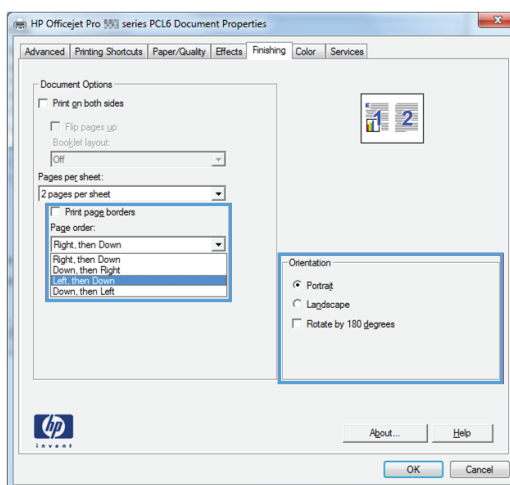 HP Officejet Pro series PCL6 Document Properties
Advanced Printing Shortcuts Paper/Quality Effects Finishing Color Services
Document Options
Print on both sides
Flip pages up
Booklet layout:
Off
Pages per sheet:
2 pages per sheet
Print page borders
Page order:
Right, then Down
Right, then Down
Down, then Right
Left, then Down
Down, then Left
1 2
Orientation
Portrait
Landscape
Rotate by 180 degrees
hp
invent
About...
Help
OK
Cancel